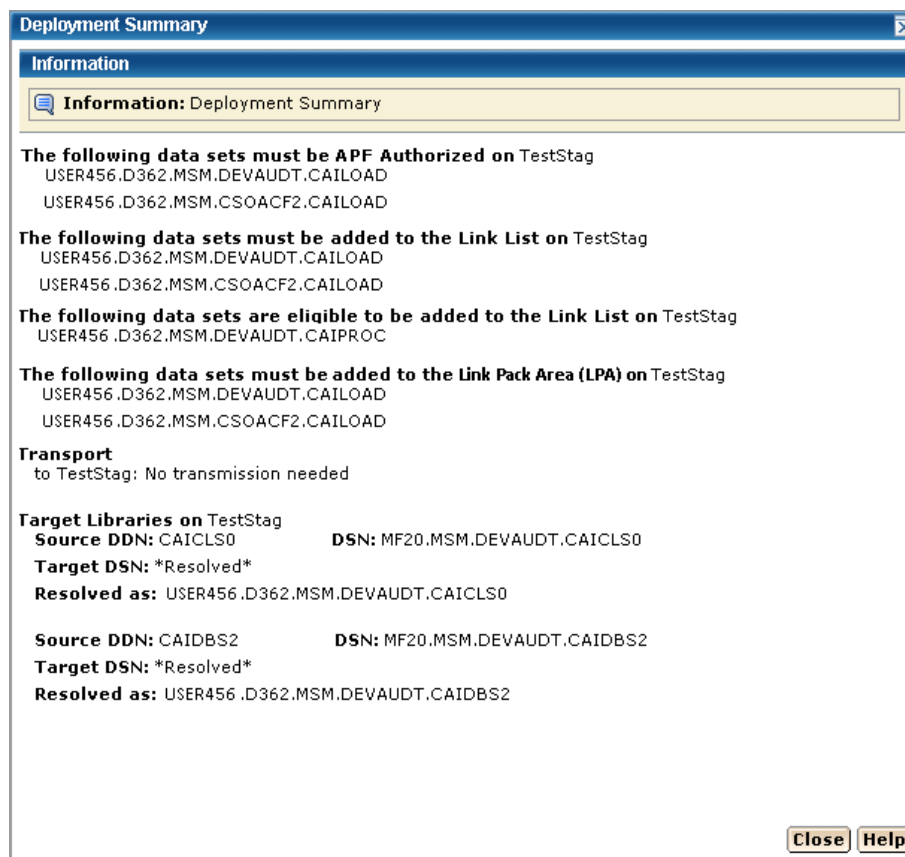 Deployment Summary
Information
Information: Deployment Summary
The following data sets must be APF Authorized on TestStag
USER456.D362.MSM.DEVAUDT.CAILOAD
USER456.D362.MSM.CSOACF2.CAILOAD
The following data sets must be added to the Link List on TestStag
USER456.D362.MSM.DEVAUDT.CAILOAD
USER456.D362.MSM.CSOACF2.CAILOAD
The following data sets are eligible to be added to the Link List on TestStag
USER456.D362.MSM.DEVAUDT.CAIPROC
The following data sets must be added to the Link Pack Area (LPA) on TestStag
USER456.D362.MSM.DEVAUDT.CAILOAD
USER456.D362.MSM.CSOACF2.CAILOAD
Transport
to TestStag: No transmission needed
Target Libraries on TestStag
Source DDN: CAICLS0 DSN: MF20.MSM.DEVAUDT.CAICLS0
Target DSN: *Resolved*
Resolved as: USER456.D362.MSM.DEVAUDT.CAICLS0
Source DDN: CAIDBS2 DSN: MF20.MSM.DEVAUDT.CAIDBS2
Target DSN: *Resolved*
Resolved as: USER456.D362.MSM.DEVAUDT.CAIDBS2
Close Help